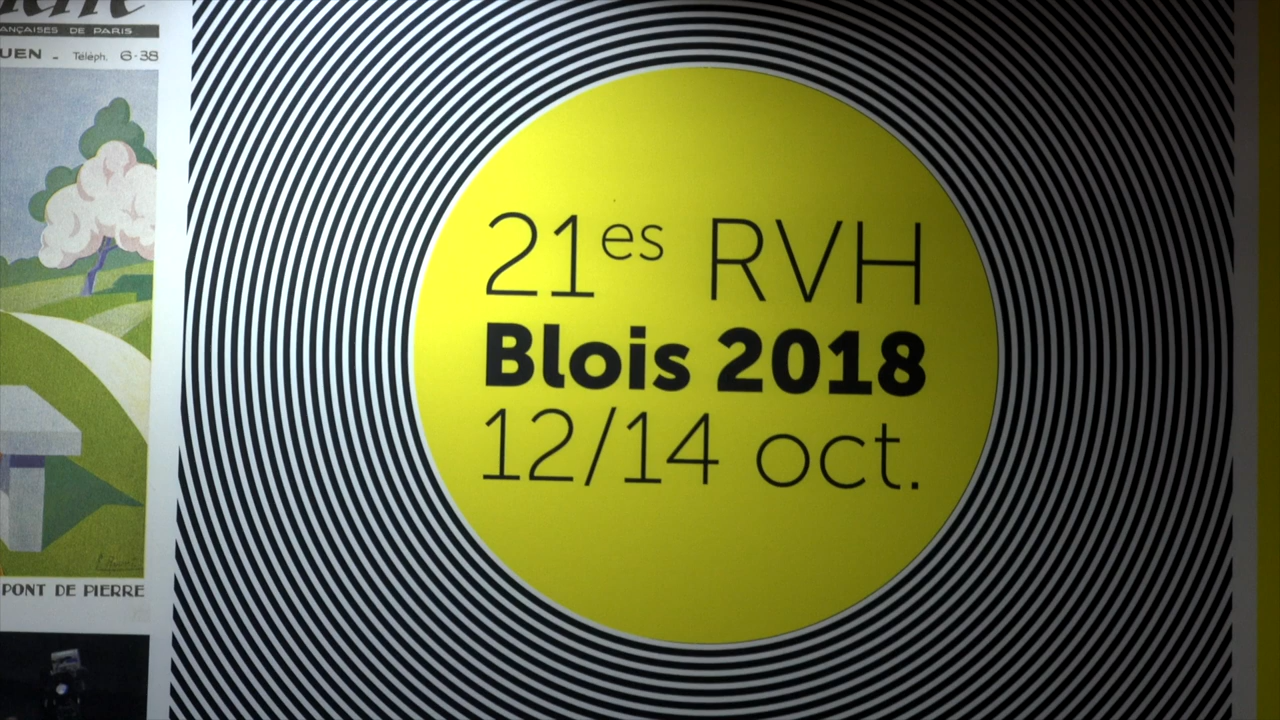 ANÇAISES DE PARIS
UEN - Téléph. 6-38
PONT DE PIERRE
21es RVH
Blois 2018
12/14 oct.